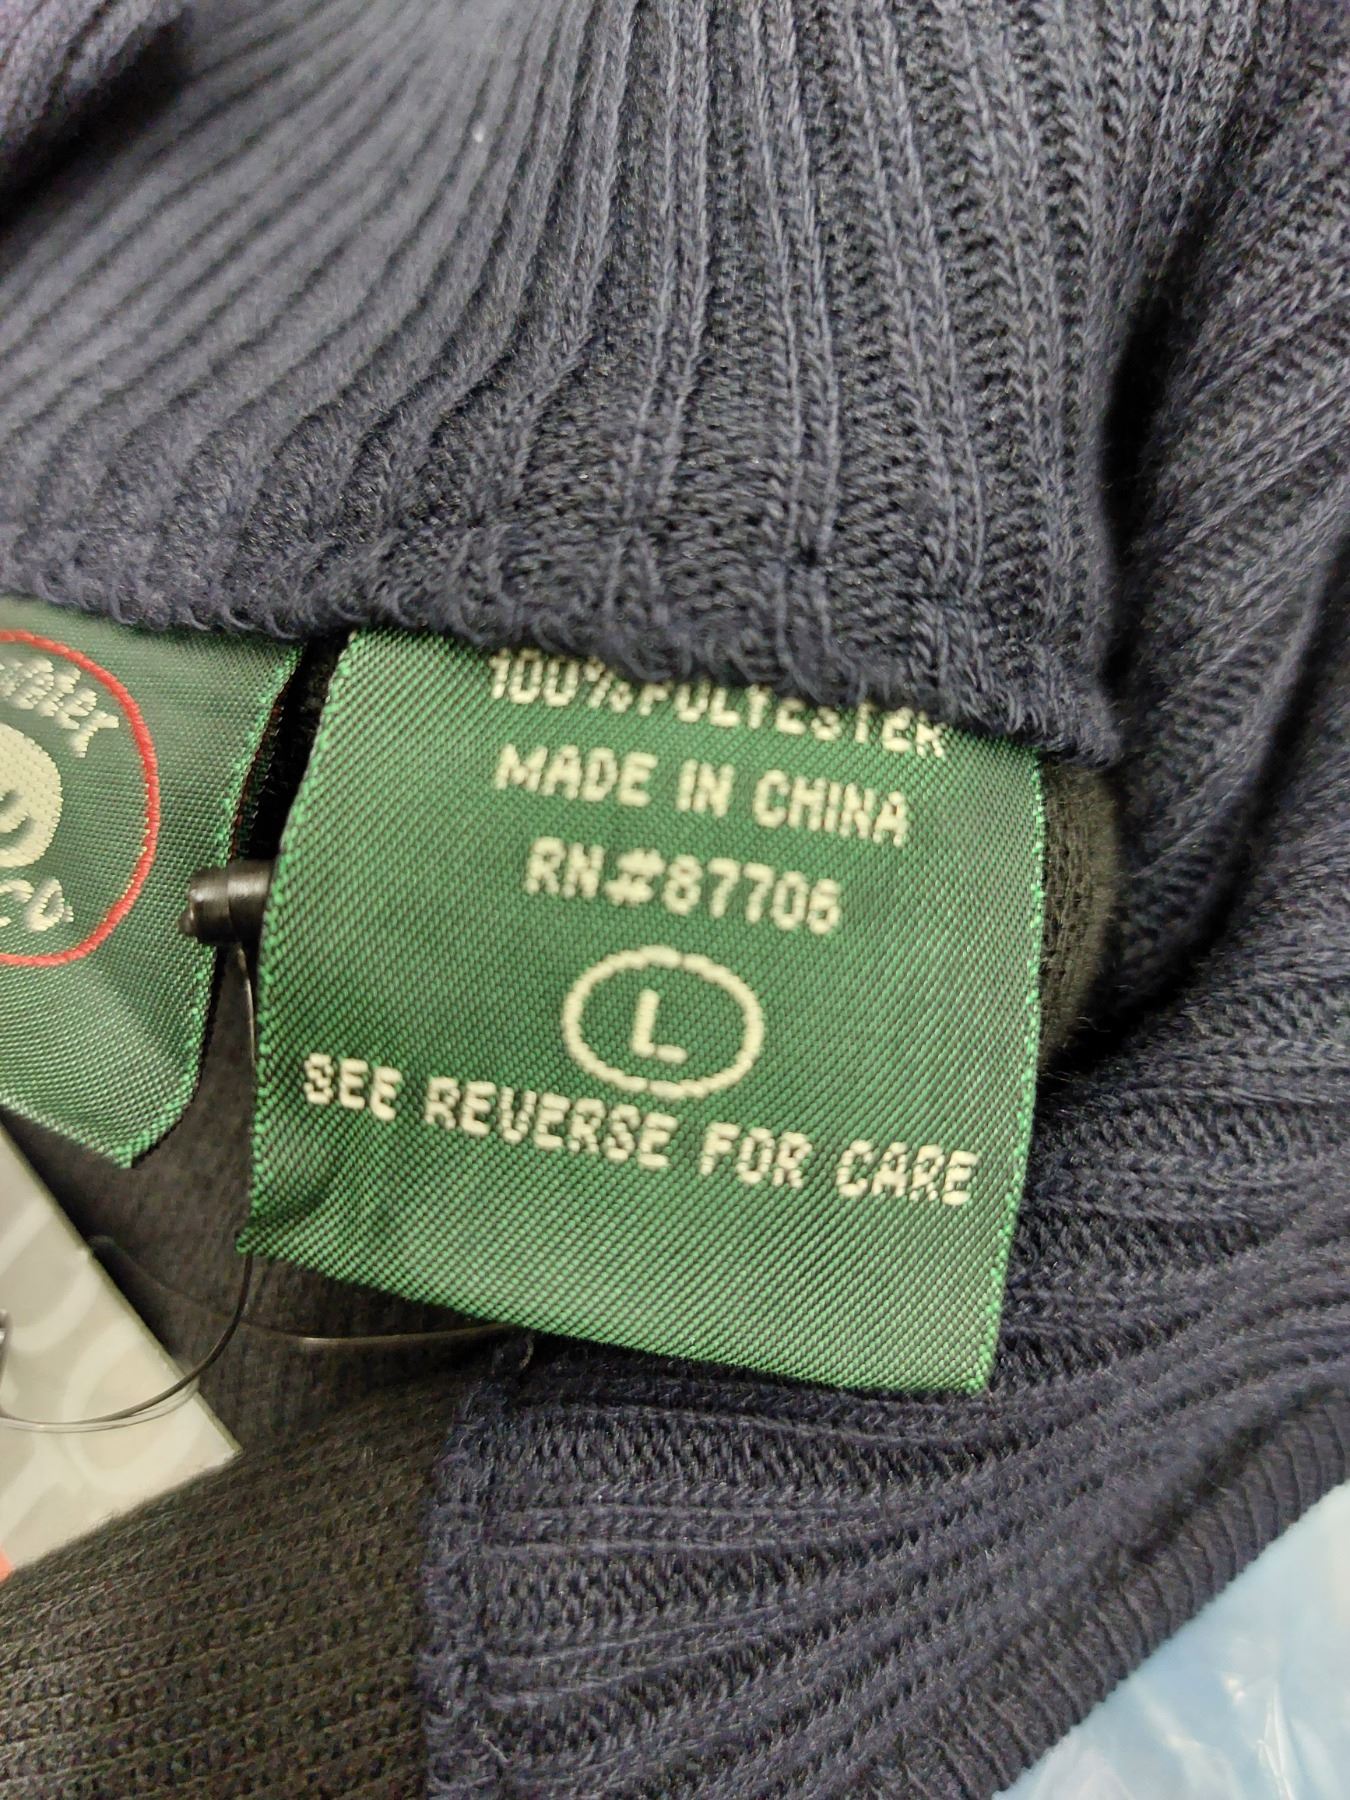 100%POLYESTER
MADE IN CHINA
RN#87706
L
SEE REVERSE FOR CARE